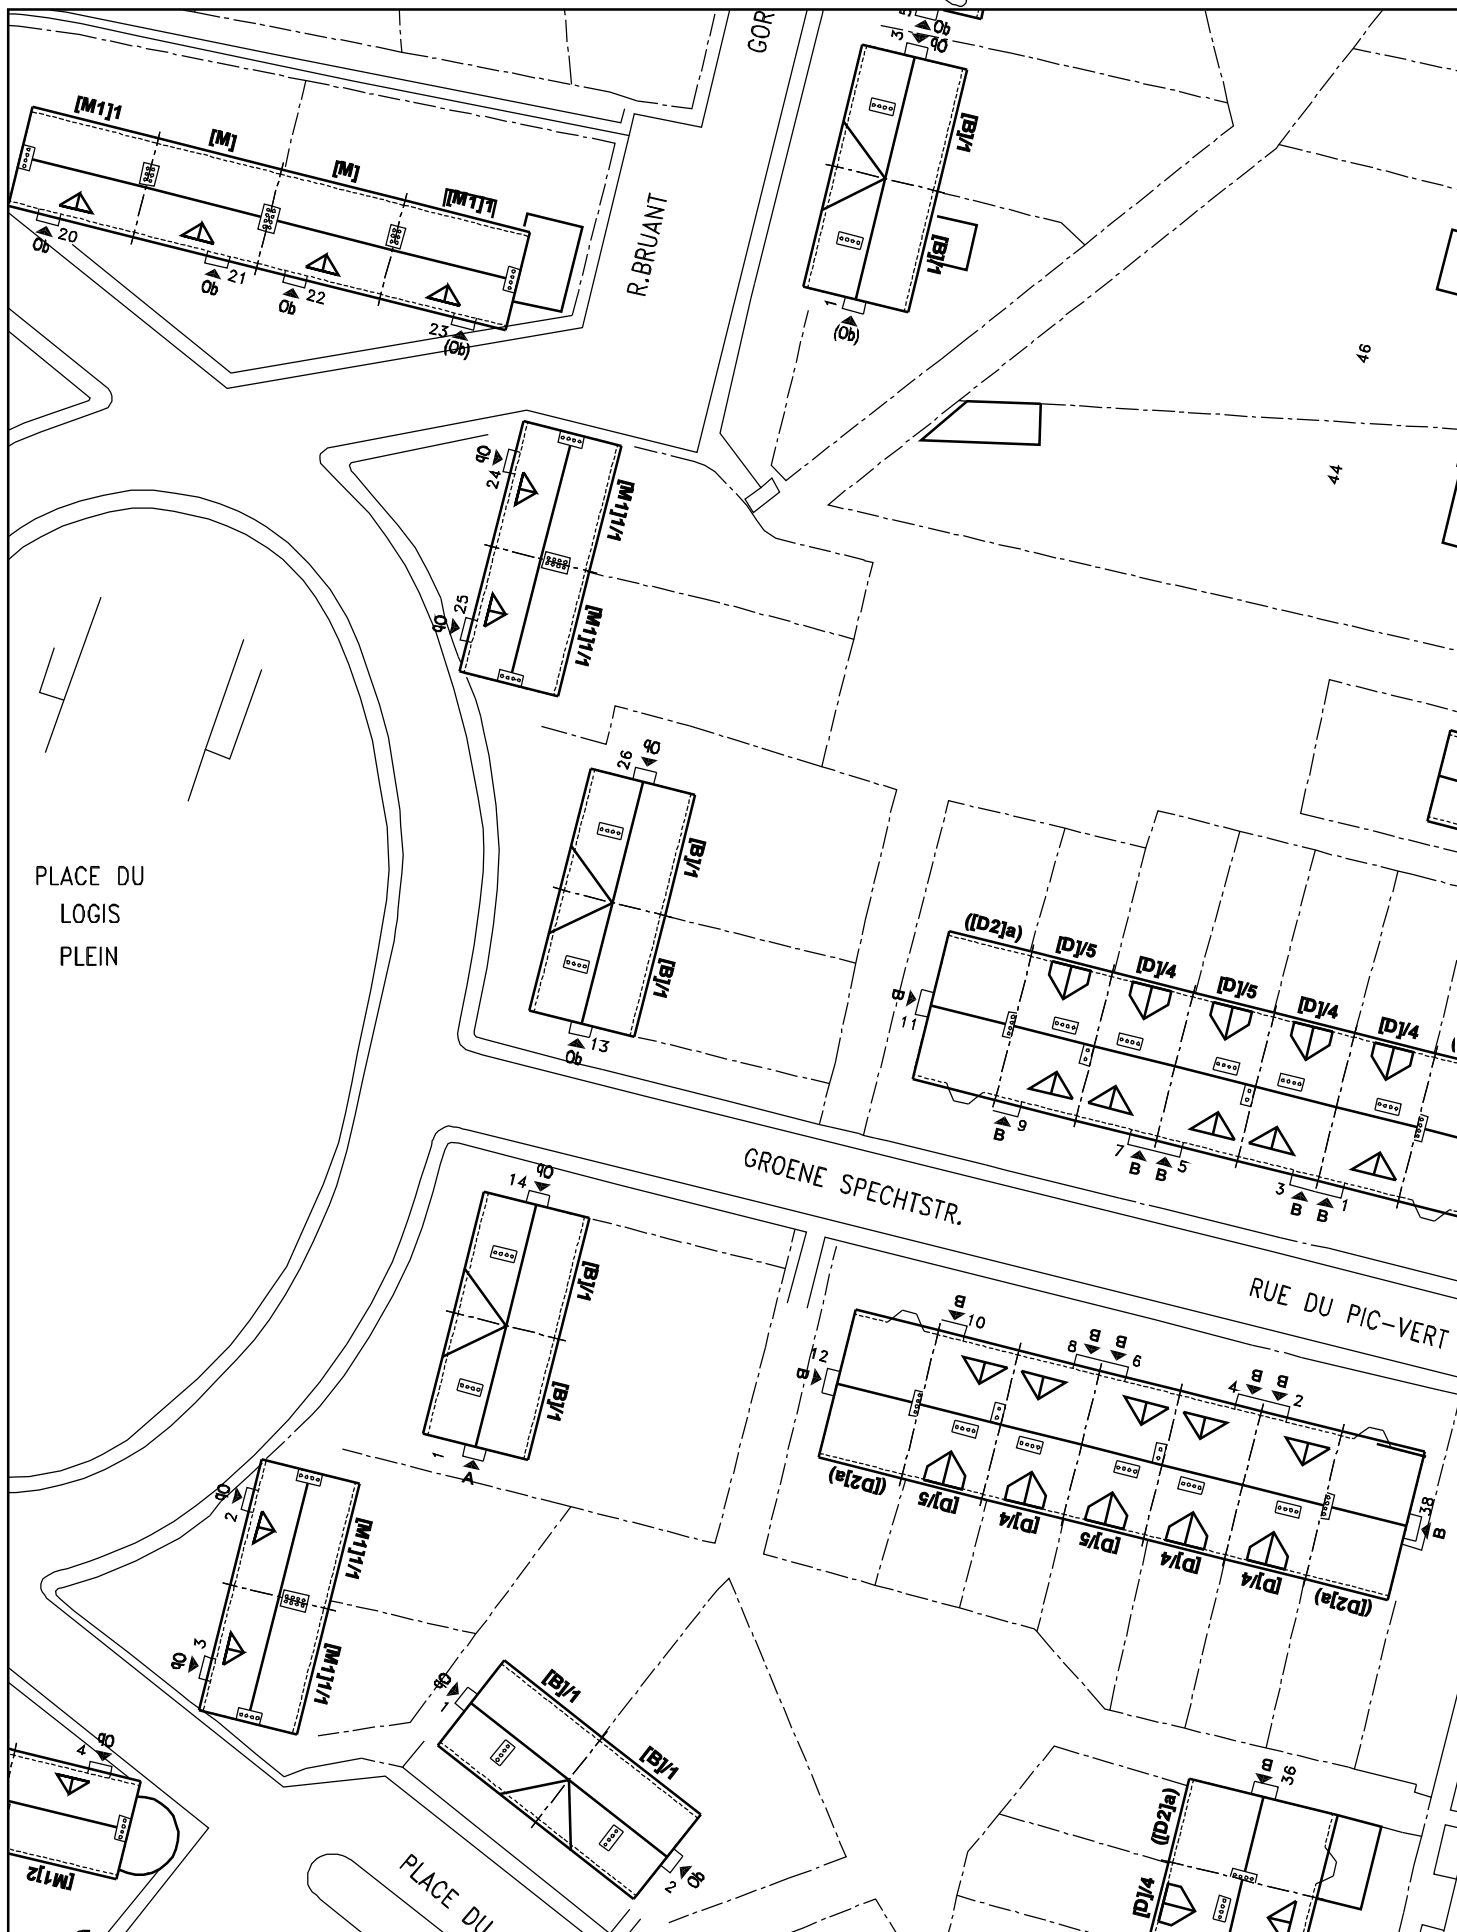 GOR
5
Ob
3
Ob
[M1]1
[M]
[M]
[M1]1
20
Ob
21
Ob
22
Ob
23
(Ob)
R.BRUANT
[B]/1
[B]/1
1
(Ob)
46
44
Ob
24
[M1]1/1
25
Ob
[M1]1/1
26
Ob
[B]/1
[B]/1
13
Ob
PLACE DU
LOGIS
PLEIN
([D2]a)
[D]/5
[D]/4
[D]/5
[D]/4
[D]/4
B
11
9
B
7
B
B
5
3
B
B
1
GROENE SPECHTSTR.
RUE DU PIC-VERT
14
Ob
[B]/1
[B]/1
1
A
12
B
B
10
8
B
B
6
4
B
B
2
([D2]a)
[D]/5
[D]/4
[D]/5
[D]/4
[D]/4
([D2]a)
38
B
Ob
2
[M1]1/1
3
Ob
[M1]1/1
Ob
1
[B]/1
[B]/1
2
Ob
4
Ob
[M1]2
PLACE DU
B
36
([D2]a)
[D]/4